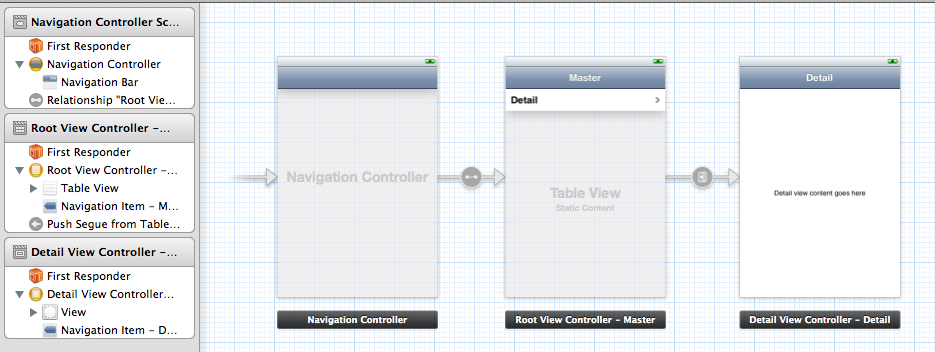 Navigation Controller Sc...
First Responder
Navigation Controller
Navigation Bar
Relationship "Root Vie...
Root View Controller –...
First Responder
Root View Controller –...
Table View
Navigation Item – M...
Push Segue from Table...
Detail View Controller –...
First Responder
Detail View Controller...
View
Navigation Item – D...
Navigation Controller
Navigation Controller
Master
Detail
Table View
Static Content
Root View Controller – Master
Detail
Detail view content goes here
Detail View Controller – Detail